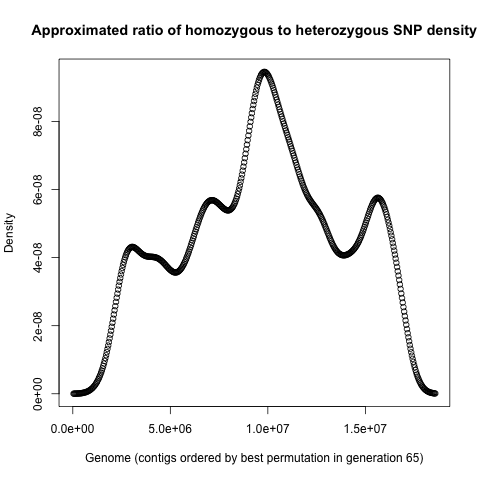 Approximated ratio of homozygous to heterozygous SNP density
Density
8e-08
6e-08
4e-08
2e-08
0e+00
0.0e+00 5.0e+06 1.0e+07 1.5e+07
Genome (contigs ordered by best permutation in generation 65)